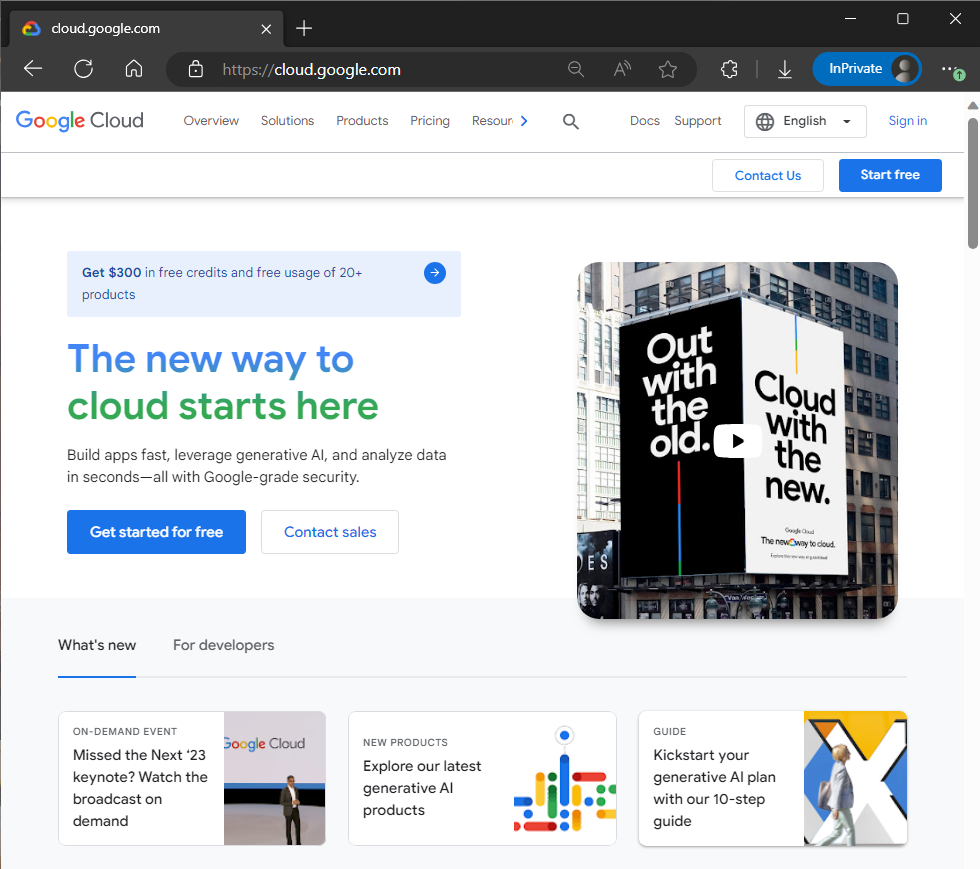 cloud.google.com
https://cloud.google.com
InPrivate
Google Cloud
Overview
Solutions
Products
Pricing
Resour
Docs
Support
English
Sign in
Contact Us
Start free
Get $300 in free credits and free usage of 20+
products
The new way to
cloud starts here
Build apps fast, leverage generative AI, and analyze data
in seconds—all with Google-grade security.
Get started for free
Contact sales
Out
with
the
old.
Cloud
with
the
new.
Google Cloud
The new way to cloud.
What's new
For developers
ON-DEMAND EVENT
Missed the Next ‘23
keynote? Watch the
broadcast on
demand
Google Cloud
NEW PRODUCTS
Explore our latest
generative AI
products
GUIDE
Kickstart your
generative AI plan
with our 10-step
guide